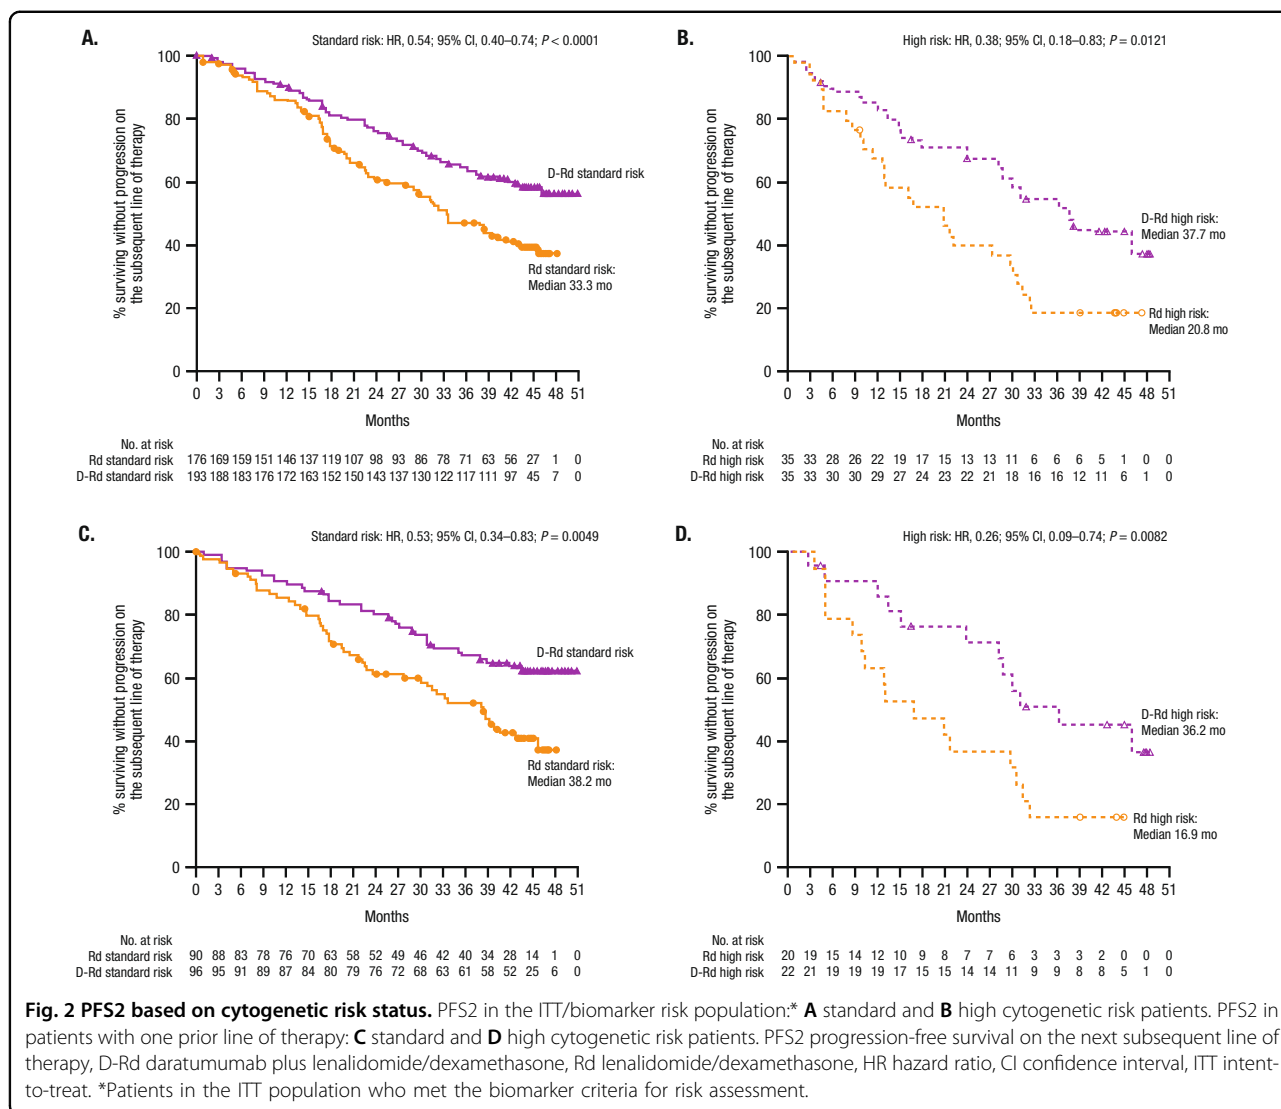 A.
Standard risk: HR, 0.54; 95% CI, 0.40–0.74; P < 0.0001
% surviving without progression on
the subsequent line of therapy
100
80
60
40
20
0
D-Rd standard risk
Rd standard risk:
Median 33.3 mo
0 3 6 9 12 15 18 21 24 25 29 30 33 36 39 42 45 48 51
Months
No. at risk
Rd standard risk 176 169 159 151 146 137 119 107 98 93 86 78 71 63 56 27 1 0
D-Rd standard risk 193 188 183 176 172 163 152 150 143 137 130 122 117 111 97 45 7 0
B.
High risk: HR, 0.38; 95% CI, 0.18–0.83; P = 0.0121
% surviving without progression on
the subsequent line of therapy
100
80
60
40
20
0
D-Rd high risk:
Median 37.7 mo
Rd high risk:
Median 20.8 mo
0 3 6 9 12 15 18 21 24 27 30 33 36 39 42 45 48 51
Months
No. at risk
Rd high risk 35 33 28 26 22 19 17 15 13 13 11 6 6 6 5 1 0 0
D-Rd high risk 35 33 30 30 29 27 24 23 22 21 18 16 16 12 11 6 1 0
C.
Standard risk: HR, 0.53; 95% CI, 0.34–0.83; P = 0.0049
% surviving without progression on
the subsequent line of therapy
100
80
60
40
20
0
D-Rd standard risk
Rd standard risk:
Median 38.2 mo
0 3 6 9 12 15 18 21 24 27 30 33 36 39 42 45 48 51
Months
No. at risk
Rd standard risk 90 88 83 78 76 70 63 58 52 49 46 42 40 34 28 14 1 0
D-Rd standard risk 96 95 91 89 87 84 80 79 76 72 68 63 61 58 52 25 6 0
D.
High risk: HR, 0.26; 95% CI, 0.09–0.74; P = 0.0082
% surviving without progression on
the subsequent line of therapy
100
80
60
40
20
0
D-Rd high risk:
Median 36.2 mo
Rd high risk:
Median 16.9 mo
0 3 6 9 12 15 18 21 24 27 30 33 36 39 42 45 48 51
Months
No. at risk
Rd high risk 20 19 15 14 12 10 9 8 7 7 6 3 3 3 2 0 0 0
D-Rd high risk 22 21 19 19 19 17 15 15 14 14 11 9 9 8 8 5 1 0
Fig. 2 PFS2 based on cytogenetic risk status. PFS2 in the ITT/biomarker risk population:* A standard and B high cytogenetic risk patients. PFS2 in
patients with one prior line of therapy: C standard and D high cytogenetic risk patients. PFS2 progression-free survival on the next subsequent line of
therapy, D-Rd daratumumab plus lenalidomide/dexamethasone, Rd lenalidomide/dexamethasone, HR hazard ratio, CI confidence interval, ITT intent-
to-treat. *Patients in the ITT population who met the biomarker criteria for risk assessment.